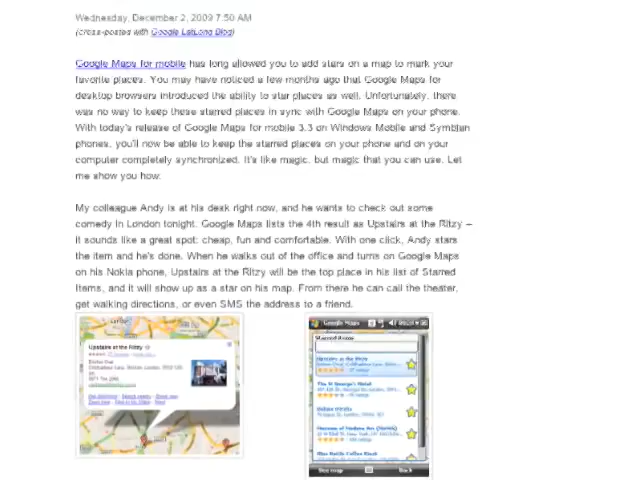 Wednesday, December 2, 2009 7:50 AM
(cross-posted with Google LatLong Blog)
Google Maps for mobile has long allowed you to add stars on a map to mark your
favorite places. You may have noticed a few months ago that Google Maps for
desktop browsers introduced the ability to star places as well. Unfortunately, there
was no way to keep these starred places in sync with Google Maps on your phone.
With today's release of Google Maps for mobile 3.3 on Windows Mobile and Symbian
phones, you'll now be able to keep the starred places on your phone and on your
computer completely synchronized. It's like magic, but magic that you can use. Let
me show you how.
My colleague Andy is at his desk right now, and he wants to check out some
comedy in London tonight. Google Maps lists the 4th result as Upstairs at the Ritzy –
it sounds like a great spot: cheap, fun and comfortable. With one click, Andy stars
the item and he's done. When he walks out of the office and turns on Google Maps
on his Nokia phone, Upstairs at the Ritzy will be the top place in his list of Starred
Items, and it will show up as a star on his map. From there he can call the theater,
get walking directions, or even SMS the address to a friend.
Upstairs at the Ritzy
Google Maps
Starred Items
Upstairs at the Ritzy
The St George's Hotel
See map
Back